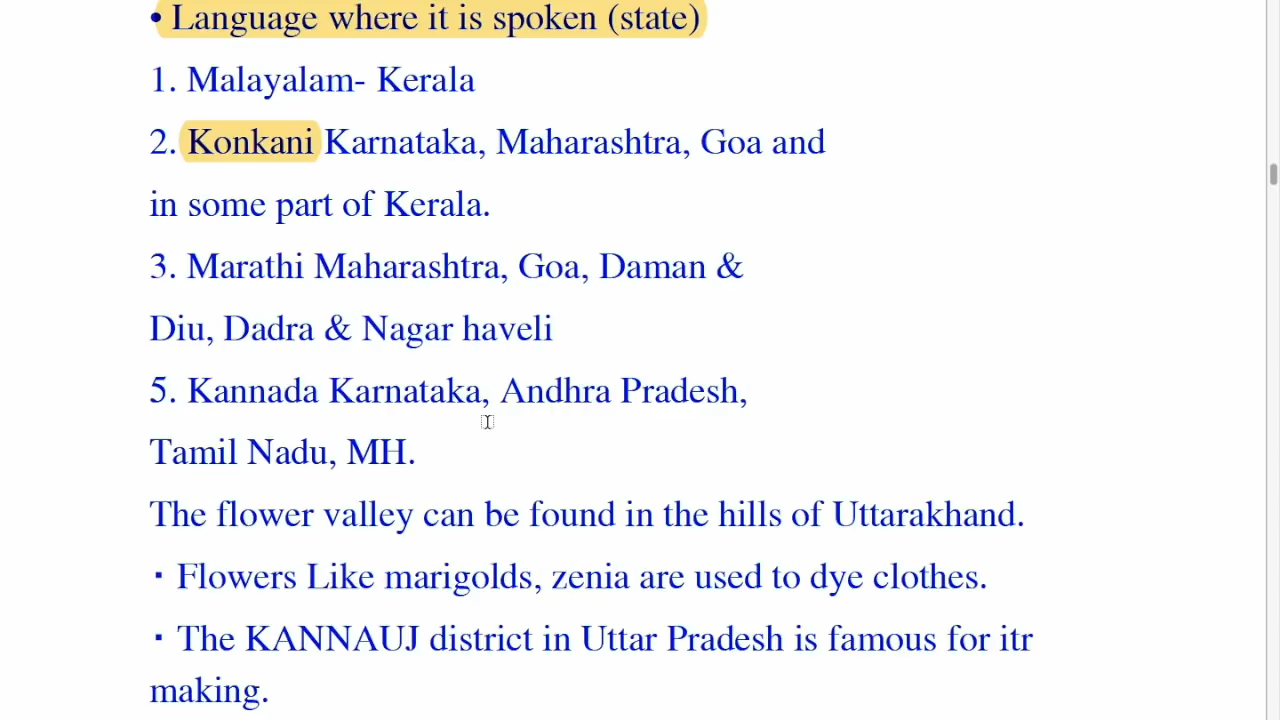 • Language where it is spoken (state)
1. Malayalam- Kerala
2. Konkani Karnataka, Maharashtra, Goa and
in some part of Kerala.
3. Marathi Maharashtra, Goa, Daman &
Diu, Dadra & Nagar haveli
5. Kannada Karnataka, Andhra Pradesh,
Tamil Nadu, MH.
The flower valley can be found in the hills of Uttarakhand.
· Flowers Like marigolds, zenia are used to dye clothes.
· The KANNAUJ district in Uttar Pradesh is famous for itr
making.